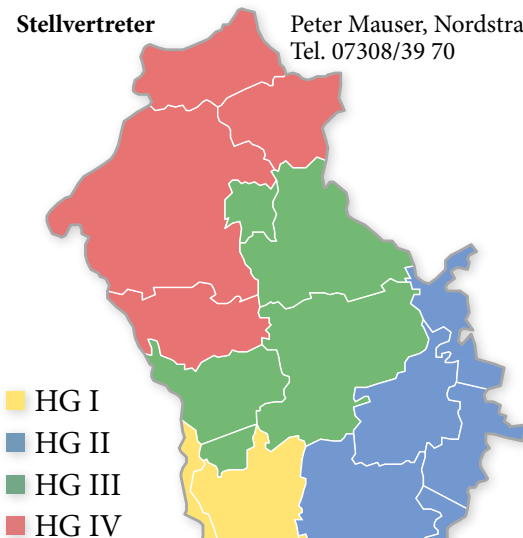 Stellvertreter
Peter Mauser, Nordstra
Tel. 07308/39 70
HG I
HG II
HG III
HG IV